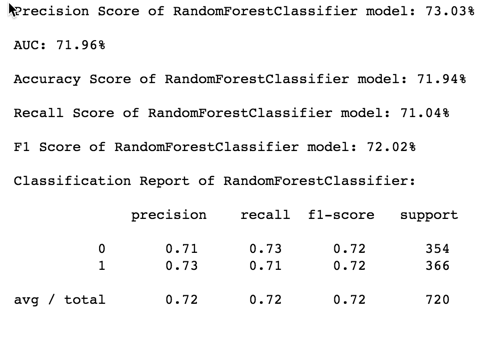 Precision Score of RandomForestClassifier model: 73.03%
AUC: 71.96%
Accuracy Score of RandomForestClassifier model: 71.94%
Recall Score of RandomForestClassifier model: 71.04%
F1 Score of RandomForestClassifier model: 72.02%
Classification Report of RandomForestClassifier:
precision recall f1-score support
0 0.71 0.73 0.72 354
1 0.73 0.71 0.72 366
avg / total 0.72 0.72 0.72 720